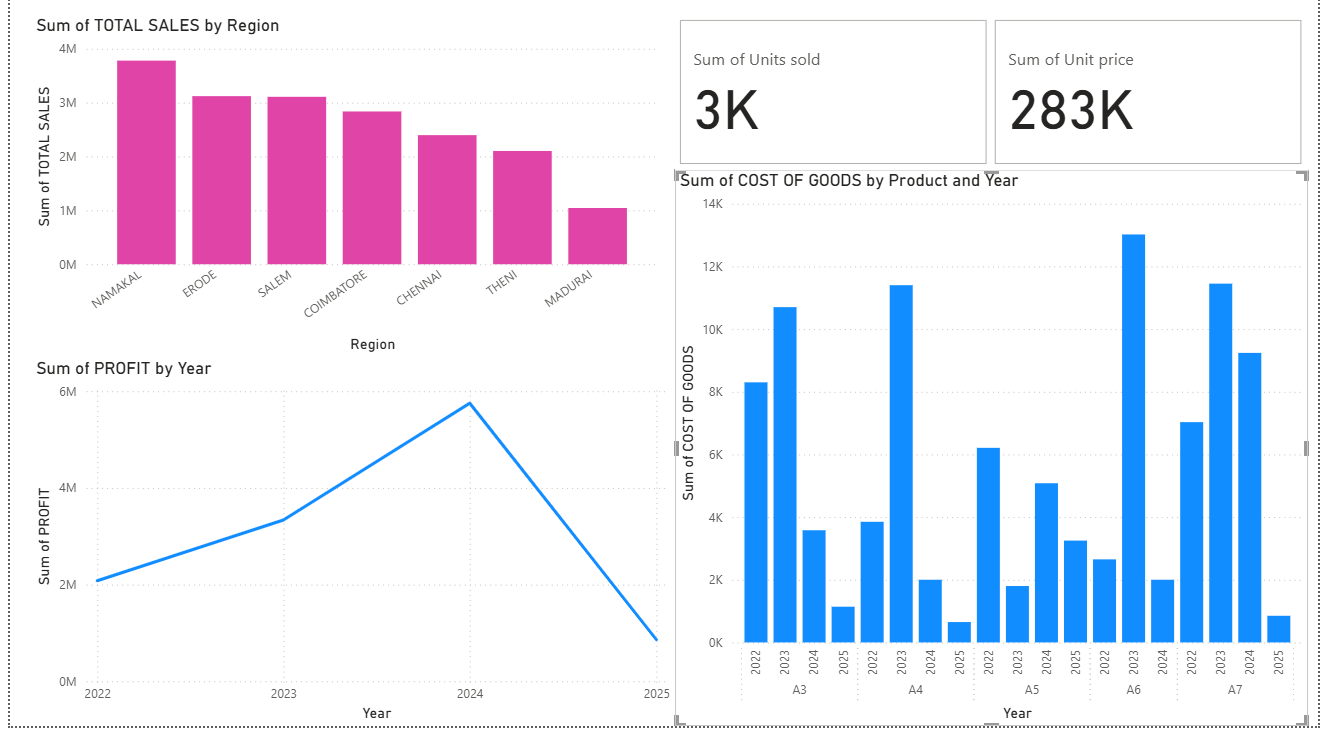 Sum of TOTAL SALES by Region
Sum of TOTAL SALES
4M
3M
2M
1M
0M
NAMAKAL
ERODE
SALEM
COIMBATORE
CHENNAI
THENI
MADURAI
Region
Sum of PROFIT by Year
Sum of PROFIT
6M
4M
2M
0M
2022 2023 2024 2025
Year
Sum of Units sold
3K
Sum of Unit price
283K
Sum of COST OF GOODS by Product and Year
Sum of COST OF GOODS
14K
12K
10K
8K
6K
4K
2K
0K
2022 2023 2024 2025 2022 2023 2024 2025 2022 2023 2024 2025 2022 2023 2024 2022 2023 2024 2025
A3 A4 A5 A6 A7
Year